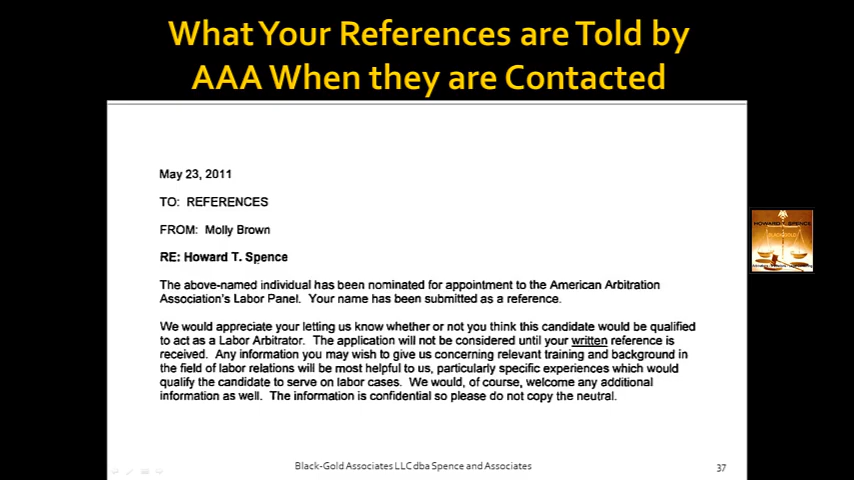 What Your References are Told by
AAA When they are Contacted
May 23, 2011
TO: REFERENCES
FROM: Molly Brown
RE: Howard T. Spence
The above-named individual has been nominated for appointment to the American Arbitration
Association's Labor Panel. Your name has been submitted as a reference.
We would appreciate your letting us know whether or not you think this candidate would be qualified
to act as a Labor Arbitrator. The application will not be considered until your written reference is
received. Any information you may wish to give us concerning relevant training and background in
the field of labor relations will be most helpful to us, particularly specific experiences which would
qualify the candidate to serve on labor cases. We would, of course, welcome any additional
information as well. The information is confidential so please do not copy the neutral.
HOWARD T. SPENCE
BLACK-GOLD
Black-Gold Associates LLC dba Spence and Associates
37